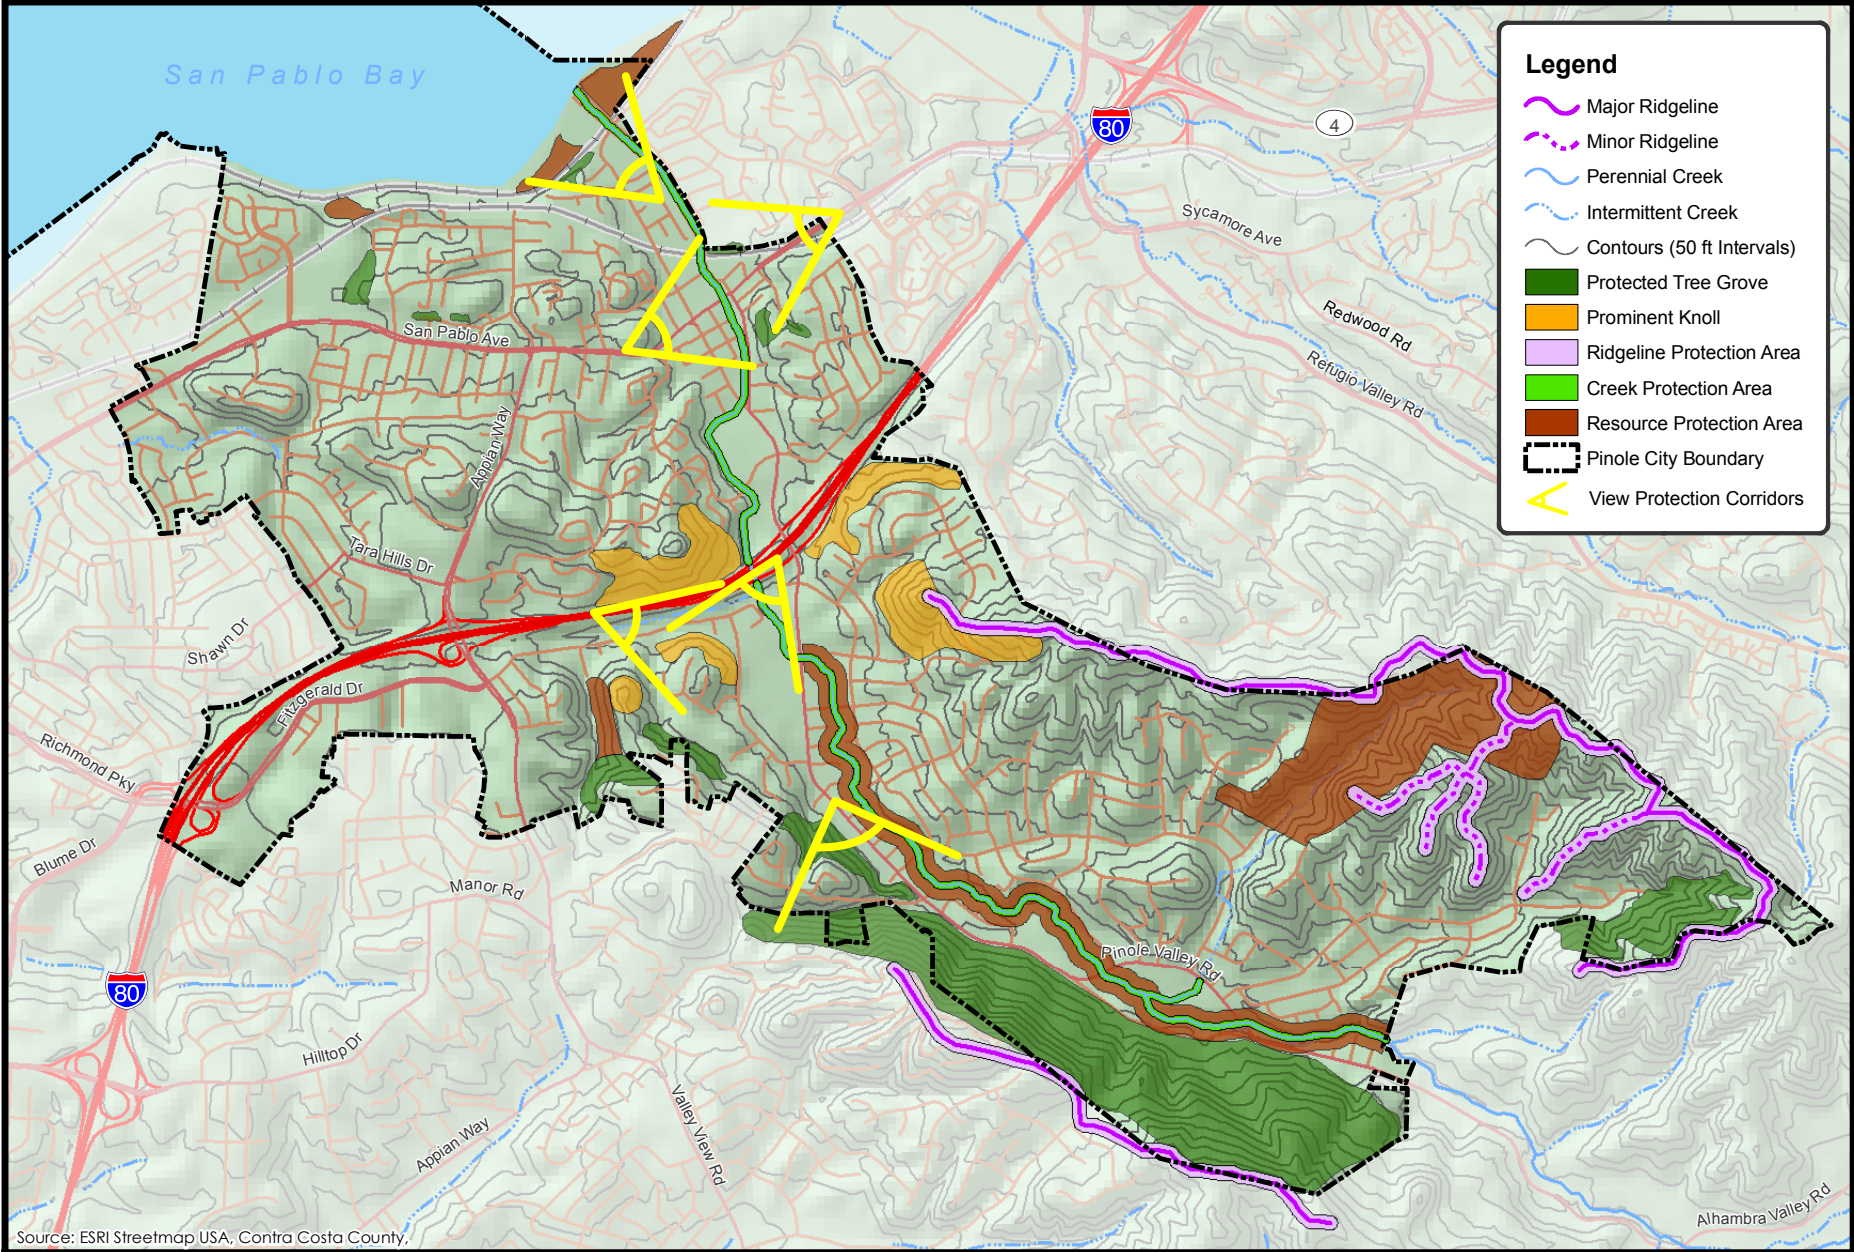 San Pablo Bay
Legend
Major Ridgeline
Minor Ridgeline
Perennial Creek
Intermittent Creek
Contours (50 ft Intervals)
Protected Tree Grove
Prominent Knoll
Ridgeline Protection Area
Creek Protection Area
Resource Protection Area
Pinole City Boundary
View Protection Corridors
80
4
Sycamore Ave
Redwood Rd
Refugio Valley Rd
San Pablo Ave
Appian Way
Tara Hills Dr
Shawn Dr
Fitzgerald Dr
Richmond Pky
Blume Dr
Manor Rd
Pinole Valley Rd
80
Hilltop Dr
Appian Way
Valley View Rd
Alhambra Valley Rd
Source: ESRI Streetmap USA, Contra Costa County,